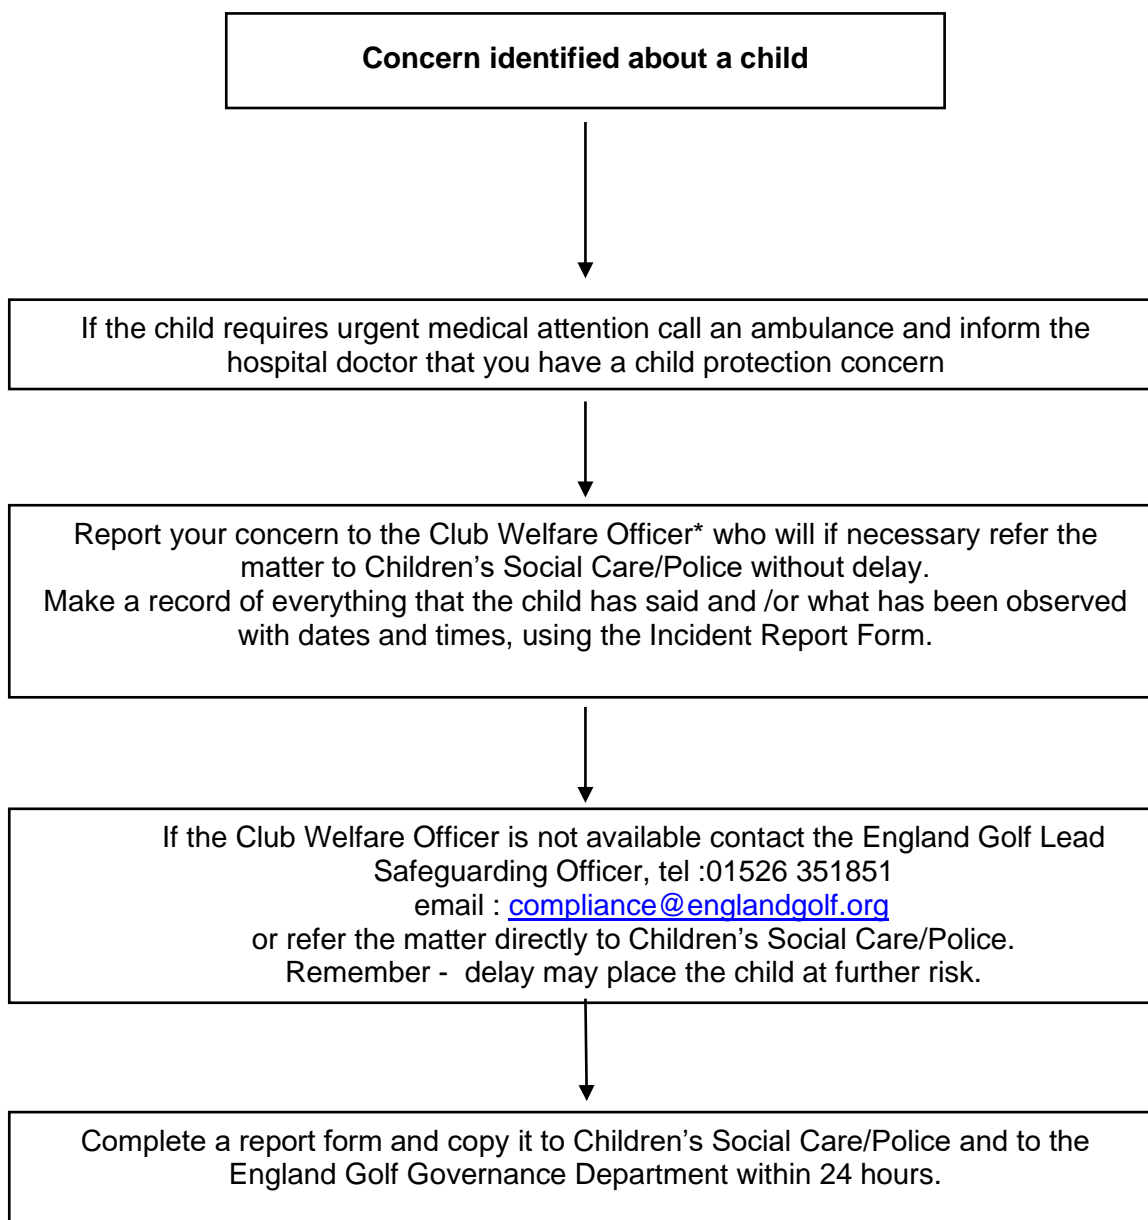 Concern identified about a child
If the child requires urgent medical attention call an ambulance and inform the
hospital doctor that you have a child protection concern
Report your concern to the Club Welfare Officer* who will if necessary refer the
matter to Children’s Social Care/Police without delay.
Make a record of everything that the child has said and /or what has been observed
with dates and times, using the Incident Report Form.
If the Club Welfare Officer is not available contact the England Golf Lead
Safeguarding Officer, tel :01526 351851
email : compliance@englandgolf.org
or refer the matter directly to Children’s Social Care/Police.
Remember -  delay may place the child at further risk.
Complete a report form and copy it to Children’s Social Care/Police and to the
England Golf Governance Department within 24 hours.